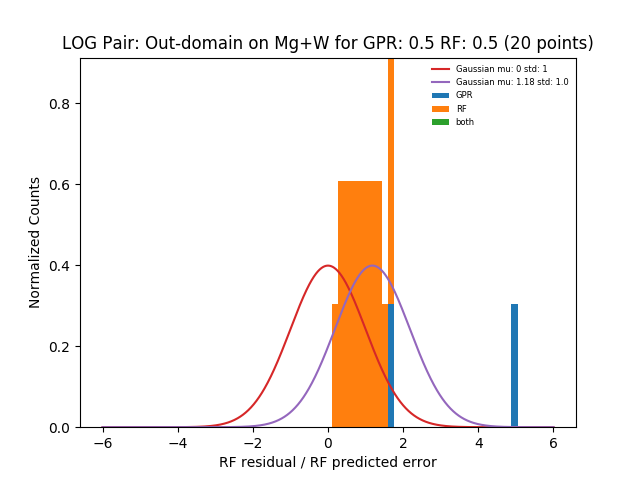 LOG Pair: Out-domain on Mg+W for GPR: 0.5 RF: 0.5 (20 points)
Gaussian mu: 0 std: 1
Gaussian mu: 1.18 std: 1.0
GPR
RF
both
Normalized Counts
0.8
0.6
0.4
0.2
0.0
−6 −4 −2 0 2 4 6
RF residual / RF predicted error